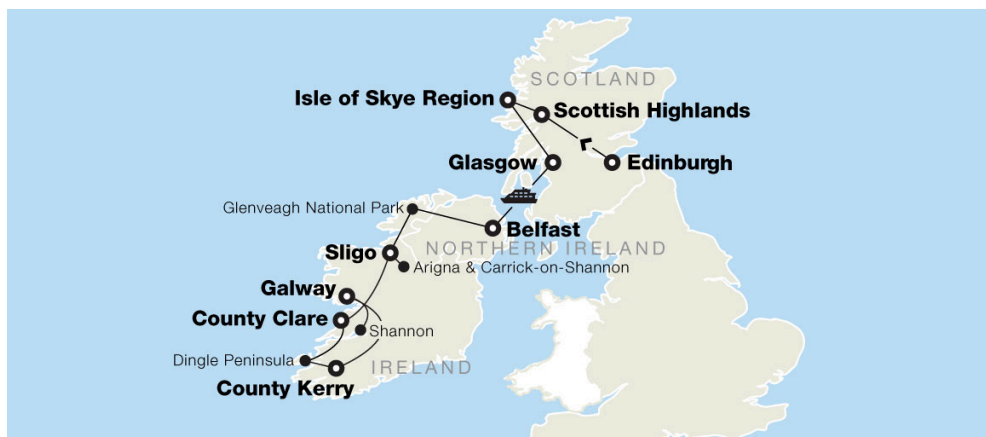 SCOTLAND
Isle of Skye Region
Scottish Highlands
Glasgow
Edinburgh
Glenveagh National Park
Belfast
NORTHERN IRELAND
Sligo
Arigna & Carrick-on-Shannon
Galway
County Clare
Shannon
Dingle Peninsula
IRELAND
County Kerry